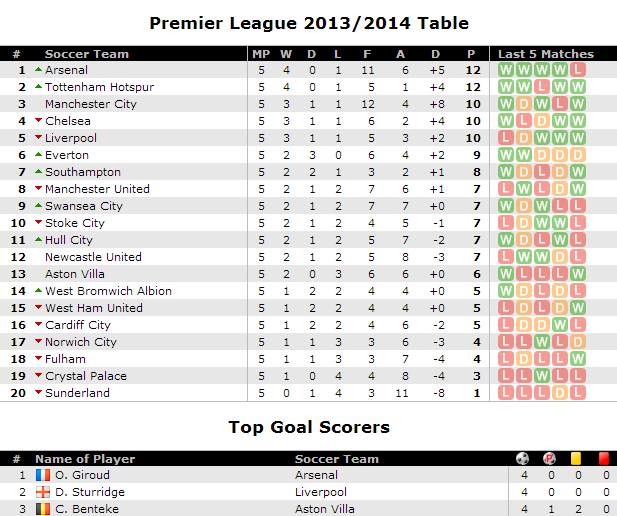 Premier League 2013/2014 Table
# Soccer Team MP W D L F A D P Last 5 Matches
1 Arsenal 5 4 0 1 11 6 +5 12 W W W W L
2 Tottenham Hotspur 5 4 0 1 5 1 +4 12 W W L W W
3 Manchester City 5 3 1 1 12 4 +8 10 W D W L W
4 Chelsea 5 3 1 1 6 2 +4 10 W L D W W
5 Liverpool 5 3 1 1 5 3 +2 10 L D W W W
6 Everton 5 2 3 0 6 4 +2 9 W W D D D
7 Southampton 5 2 2 1 3 2 +1 8 W D L D W
8 Manchester United 5 2 1 2 7 6 +1 7 L W L D W
9 Swansea City 5 2 1 2 7 7 +0 7 W D W L L
10 Stoke City 5 2 1 2 4 5 -1 7 L D W W L
11 Hull City 5 2 1 2 5 7 -2 7 W D L W L
12 Newcastle United 5 2 1 2 5 8 -3 7 L W W D L
13 Aston Villa 5 2 0 3 6 6 +0 6 W L L L W
14 West Bromwich Albion 5 1 2 2 4 4 +0 5 W D L D L
15 West Ham United 5 1 2 2 4 4 +0 5 L D L D W
16 Cardiff City 5 1 2 2 4 6 -2 5 L D D W L
17 Norwich City 5 1 1 3 3 6 -3 4 L L W L D
18 Fulham 5 1 1 3 3 7 -4 4 L D L L W
19 Crystal Palace 5 1 0 4 4 8 -4 3 L L W L L
20 Sunderland 5 0 1 4 3 11 -8 1 L L L D L
Top Goal Scorers
# Name of Player Soccer Team P
1 O. Giroud Arsenal 4 0 0 0
2 D. Sturridge Liverpool 4 0 0 0
3 C. Benteke Aston Villa 4 1 2 0